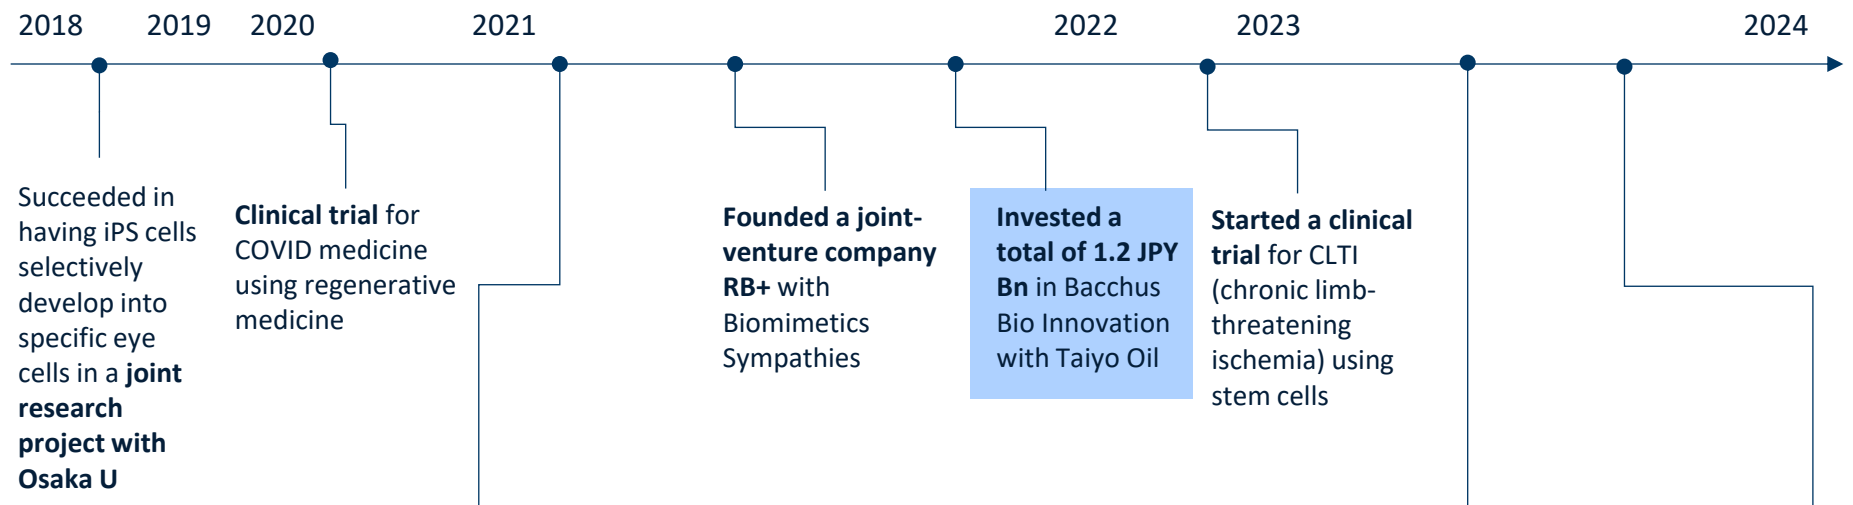 2018 2019 2020 2021 2022 2023 2024
Succeeded in
having iPS cells
selectively
develop into
specific eye
cells in a joint
research
project with
Osaka U
Clinical trial for
COVID medicine
using regenerative
medicine
Founded a joint-
venture company
RB+ with
Biomimetics
Sympathies
Invested a
total of 1.2 JPY
Bn in Bacchus
Bio Innovation
with Taiyo Oil
Started a clinical
trial for CLTI
(chronic limb-
threatening
ischemia) using
stem cells